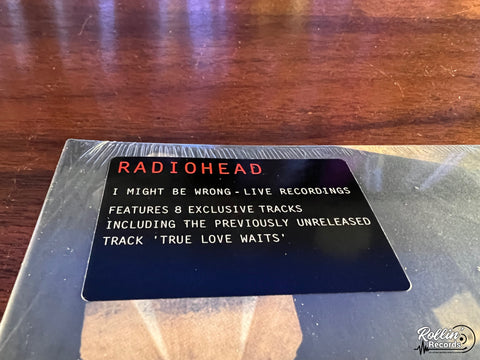 RADIOHEAD
I MIGHT BE WRONG - LIVE RECORDINGS
FEATURES 8 EXCLUSIVE TRACKS
INCLUDING THE PREVIOUSLY UNRELEASED
TRACK 'TRUE LOVE WAITS'
Rollin'
Records